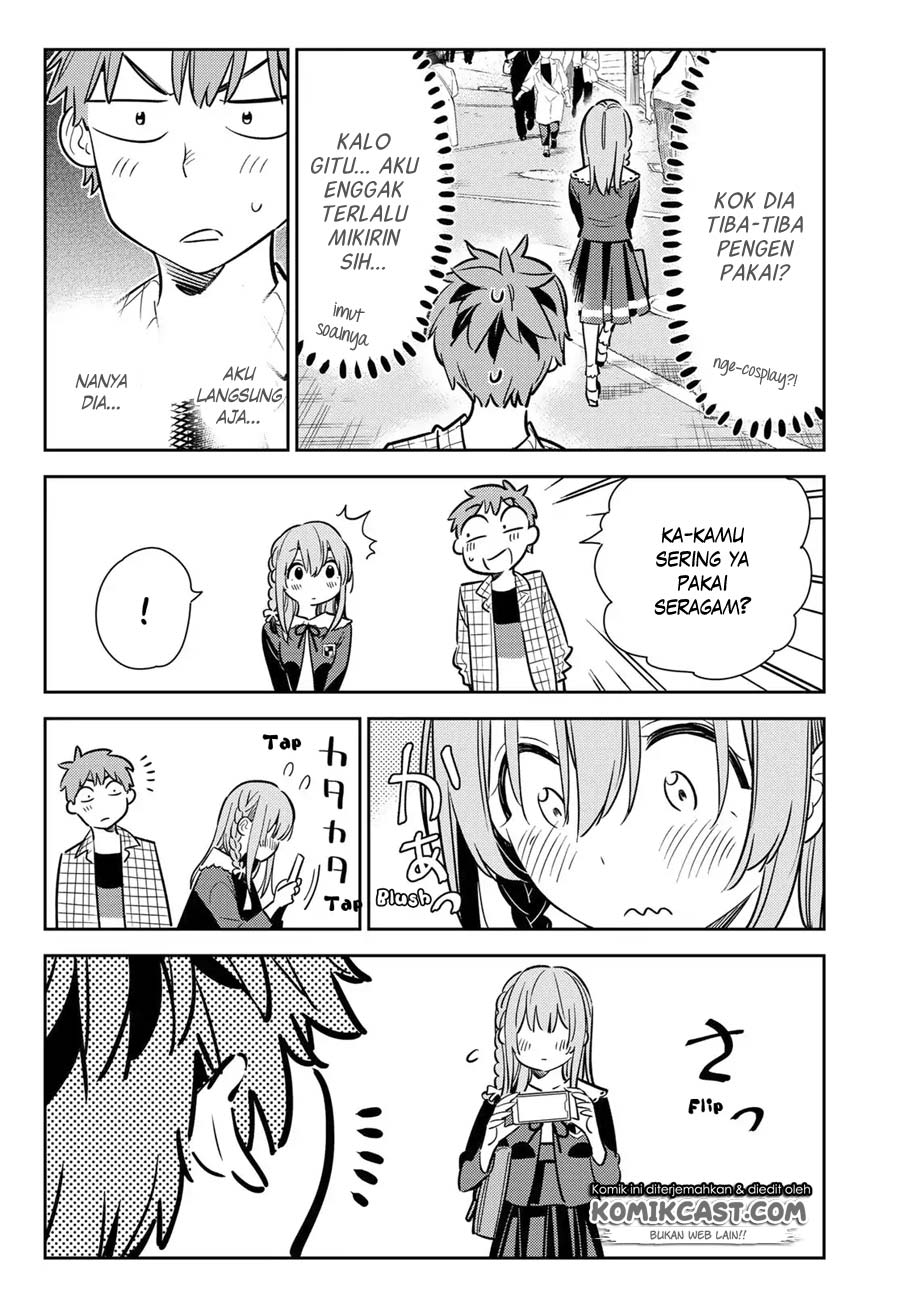 KOK DIA
TIBA-TIBA
PENGEN
PAKAI?
nge-cosplay?!
KALO
GITU... AKU
ENGGAK
TERLALU
MIKIRIN
SIH...
imut
soalnya
AKU
LANGSUNG
AJA...
NANYA
DIA...
KA-KAMU
SERING YA
PAKAI
SERAGAM?
!
かあっ
Blush
カタカタ
Tap
Tap
さっ
Flip
Komik ini diterjemahkan & diedit oleh
KOMIKCAST.COM
BUKAN WEB LAIN!!